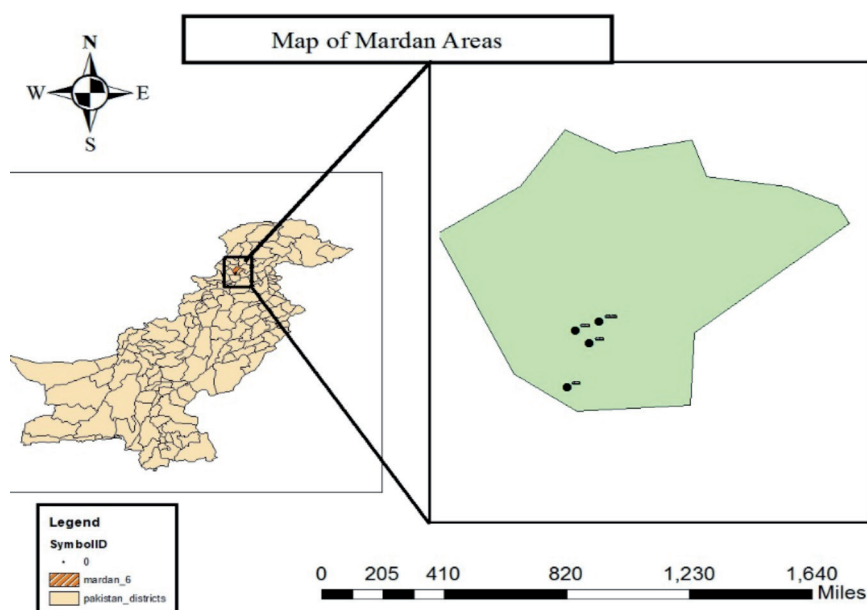 Map of Mardan Areas
N
W E
S
Legend
SymbolID
0
mardan_6
pakistan_districts
0 205 410 820 1,230 1,640
Miles